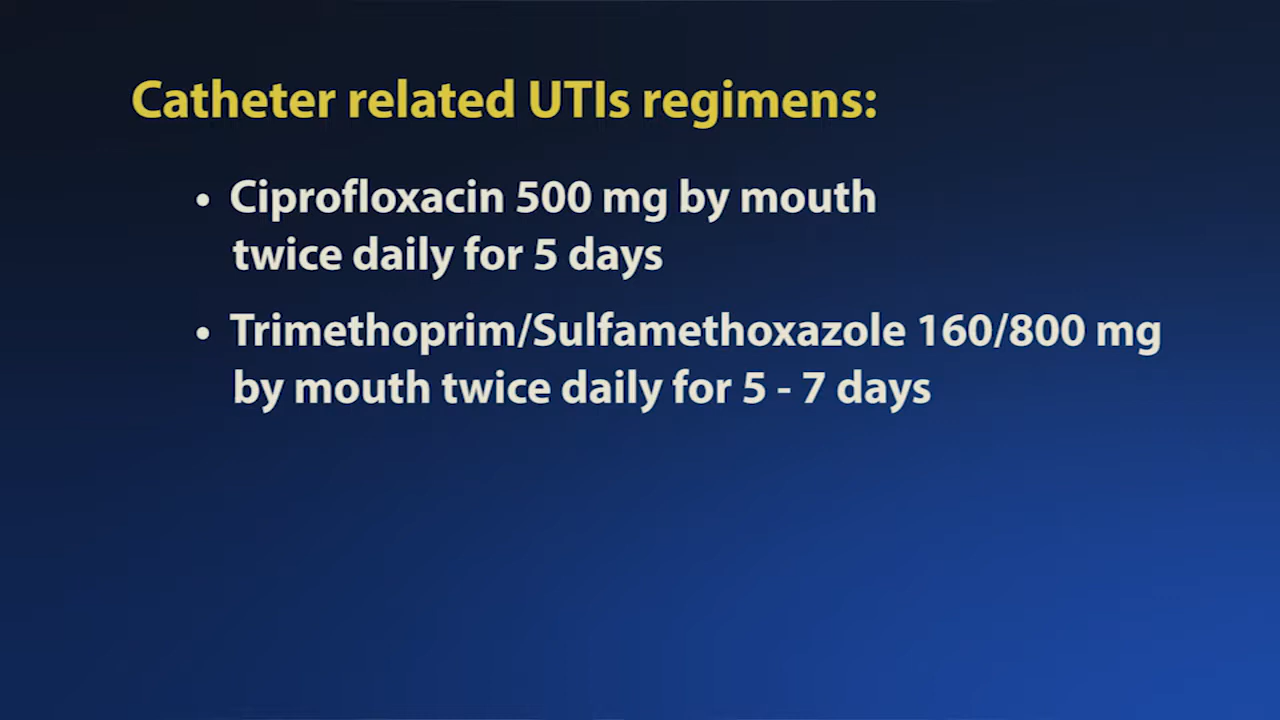 Catheter related UTIs regimens:
• Ciprofloxacin 500 mg by mouth
twice daily for 5 days
• Trimethoprim/Sulfamethoxazole 160/800 mg
by mouth twice daily for 5 - 7 days